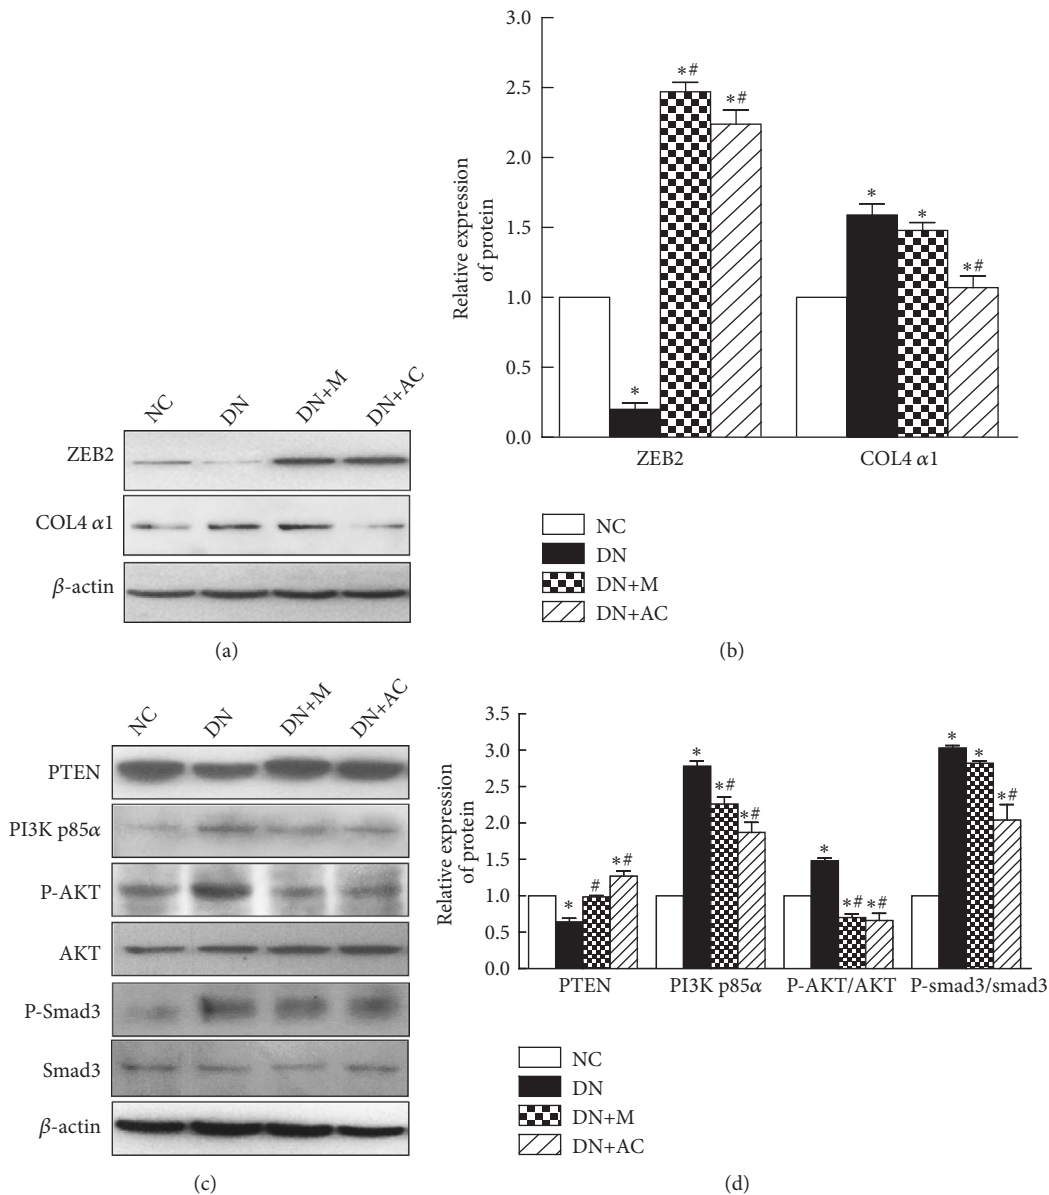 NC
DN
DN+M
DN+AC
ZEB2
COL4 α1
β-actin
(a)
3.0
2.5
2.0
1.5
1.0
0.5
0.0
Relative expression
of protein
*
*#
*#
*
*
*#
ZEB2
COL4 α1
NC
DN
DN+M
DN+AC
(b)
NC
DN
DN+M
DN+AC
PTEN
PI3K p85α
P-AKT
AKT
P-Smad3
Smad3
β-actin
(c)
3.5
3.0
2.5
2.0
1.5
1.0
0.5
0.0
Relative expression
of protein
*
#
*#
*
*#
*#
*
*#
*#
*
*
*#
PTEN
PI3K p85α
P-AKT/AKT
P-smad3/smad3
NC
DN
DN+M
DN+AC
(d)